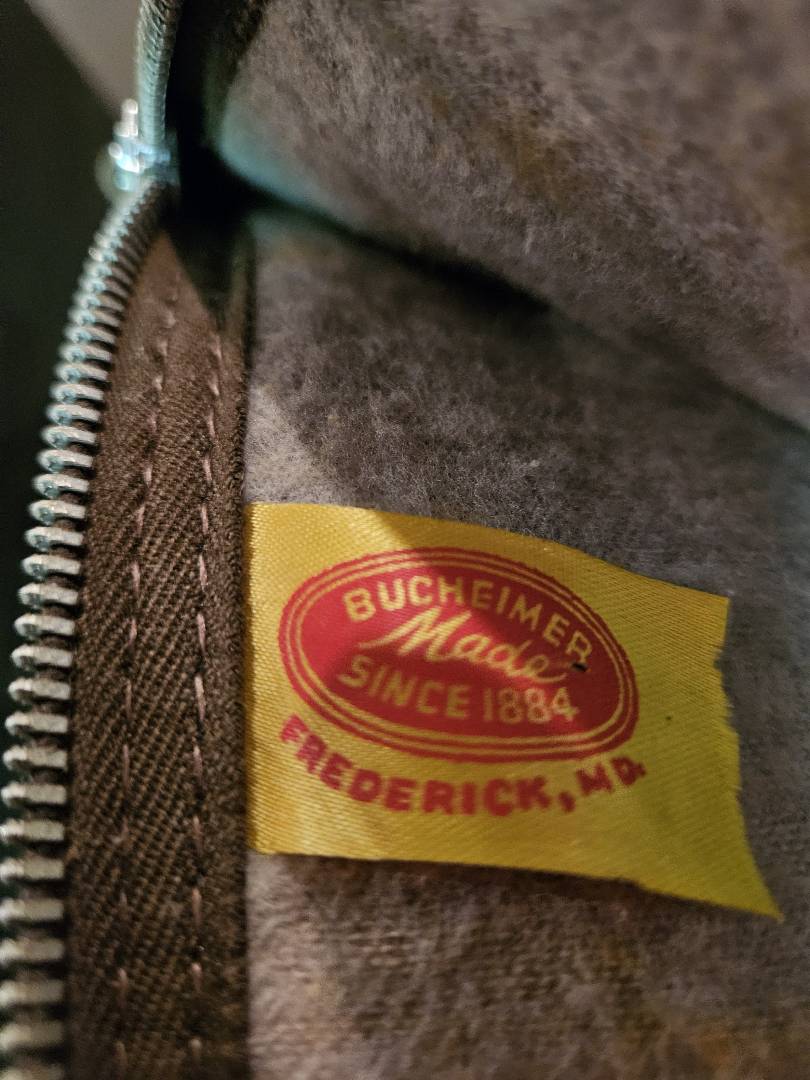 BUCHEIMER
Made
SINCE 1884
FREDERICK, MD.